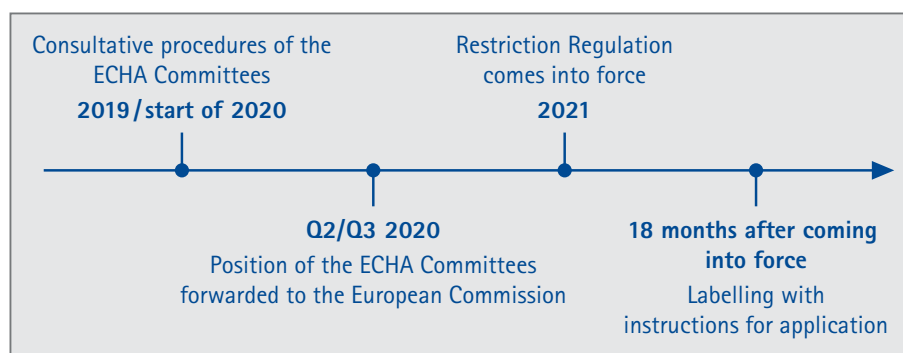 Consultative procedures of the
ECHA Committees
2019/start of 2020
Restriction Regulation
comes into force
2021
Q2/Q3 2020
Position of the ECHA Committees
forwarded to the European Commission
18 months after coming
into force
Labelling with
instructions for application